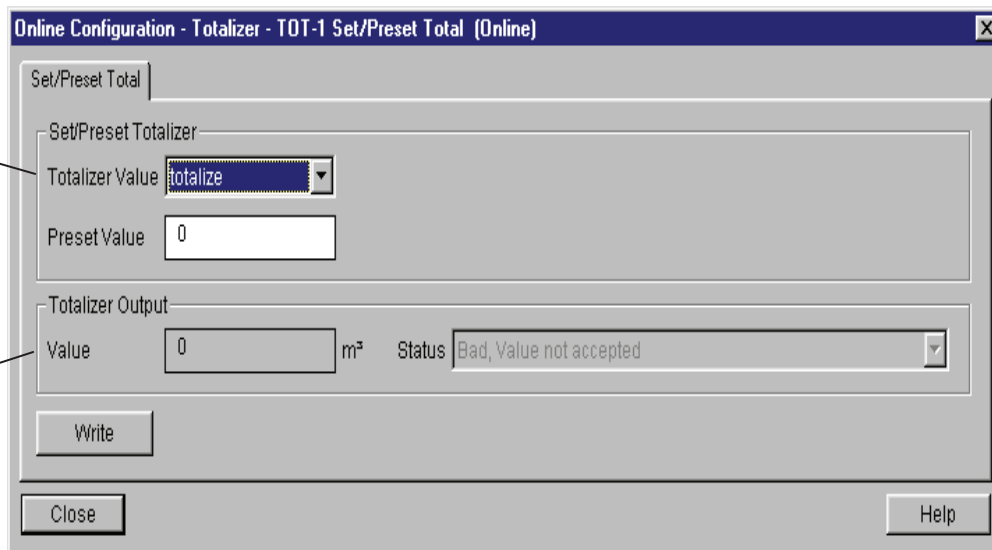 Online Configuration - Totalizer - TOT-1 Set/Preset Total (Online)
Set/Preset Total
Set/Preset Totalizer
Totalizer Value totalize
Preset Value 0
Totalizer Output
Value 0 m³ Status Bad, Value not accepted
Write
Close Help